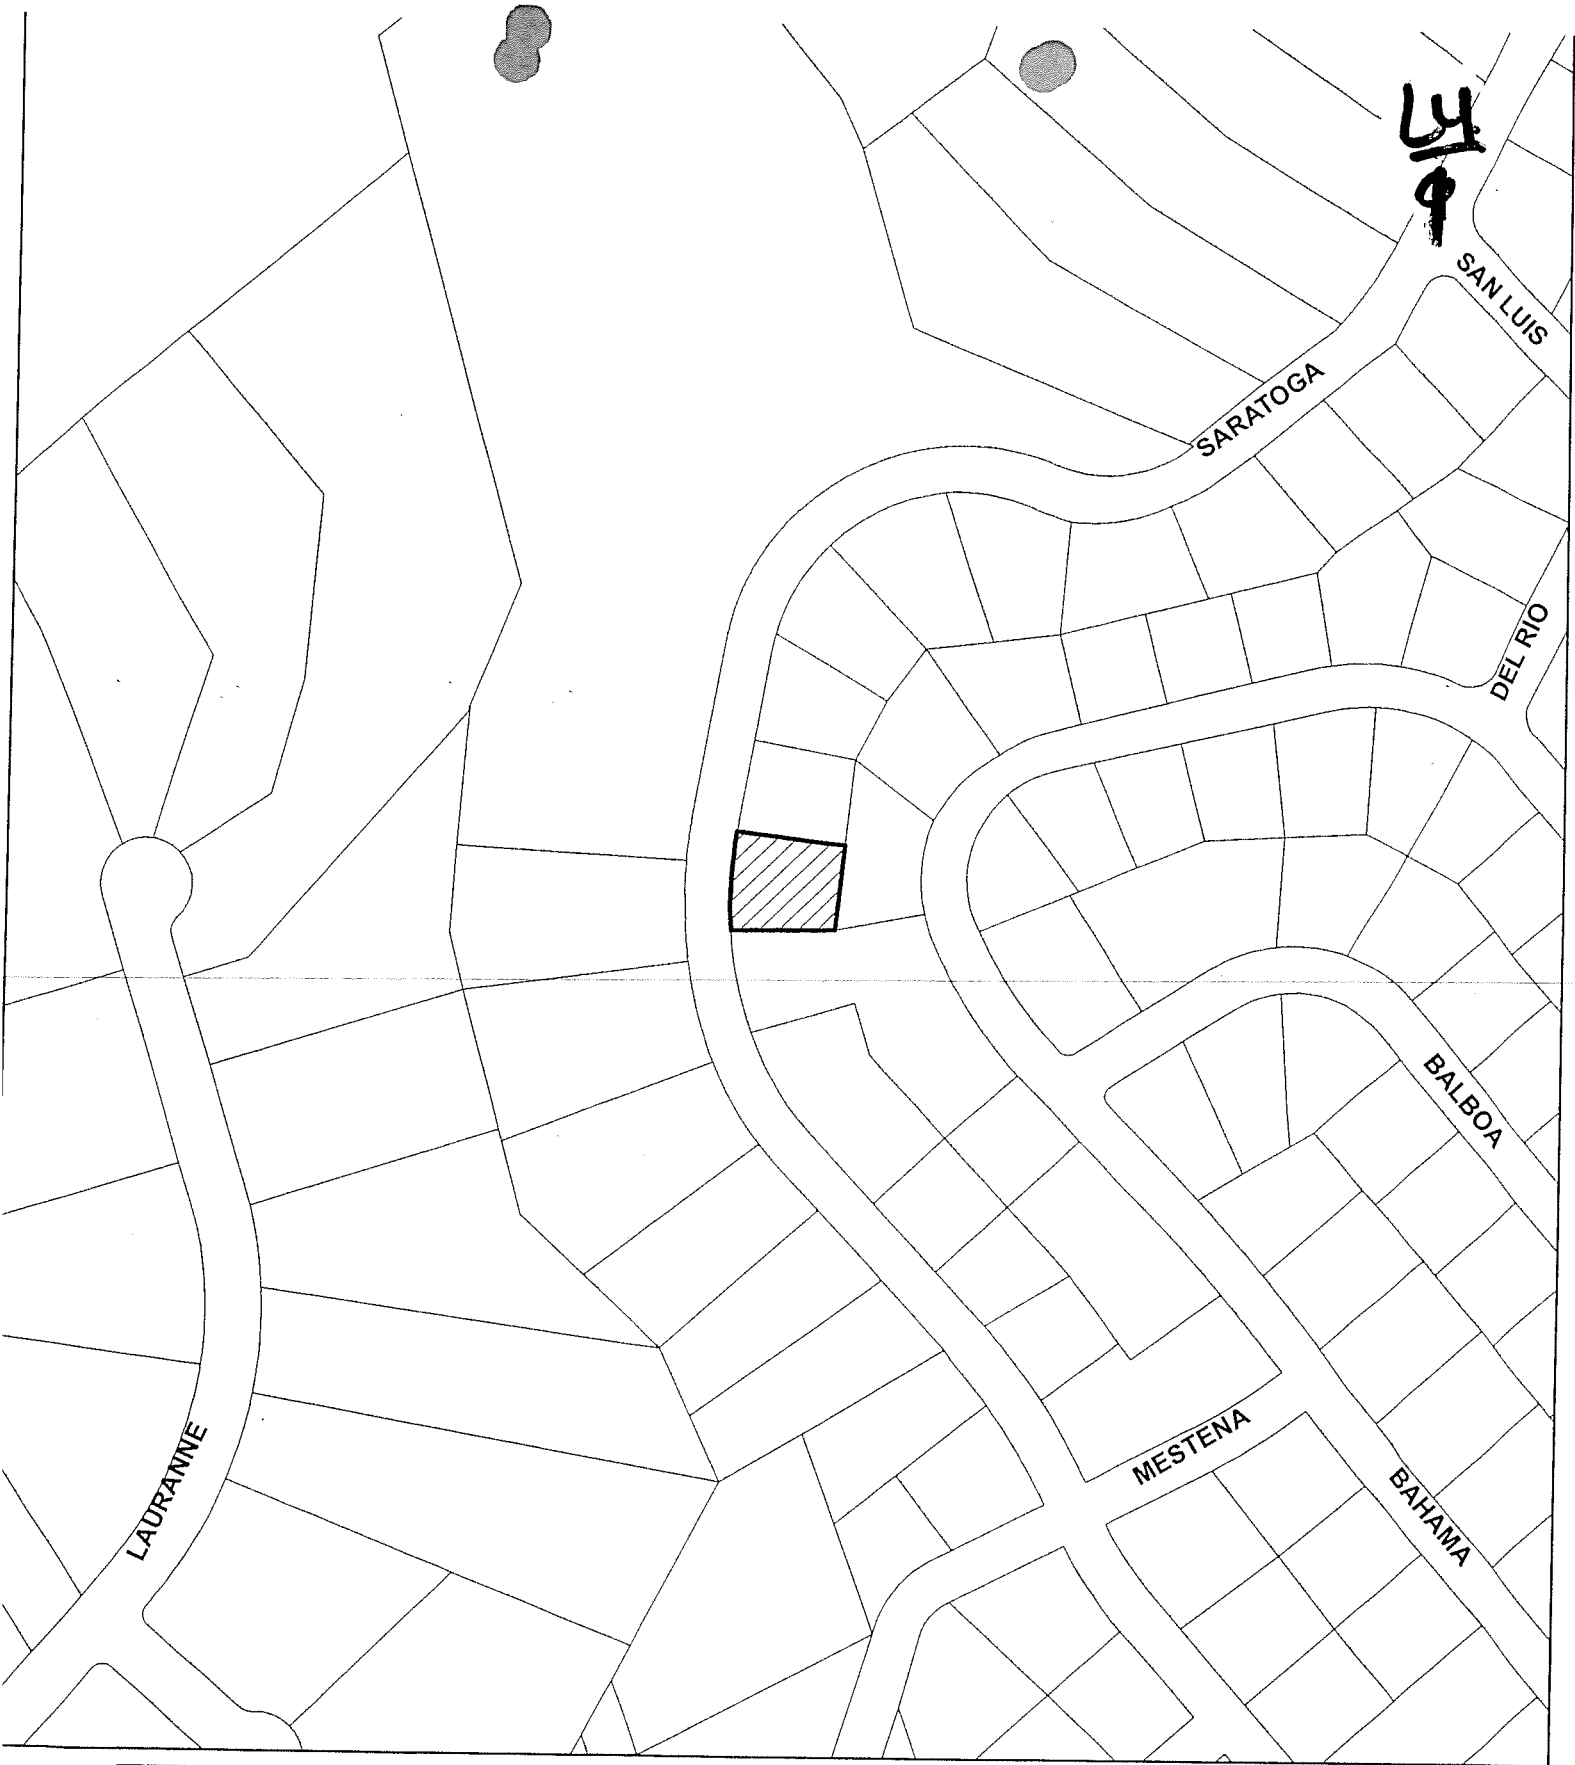 L4
9
SAN LUIS
SARATOGA
DEL RIO
BALBOA
MESTENA
BAHAMA
LAURANNE